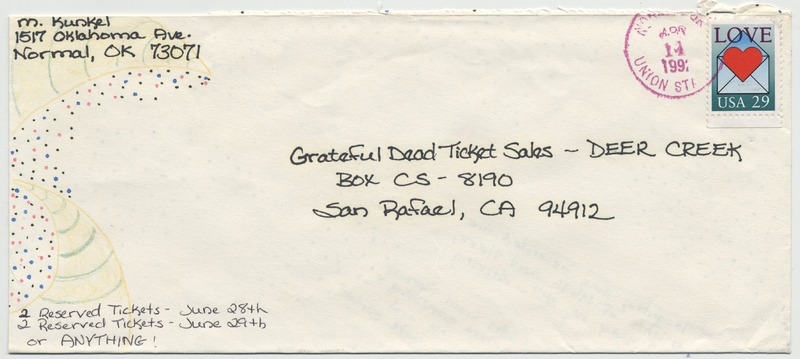 M. Kunkel
1517 Oklahoma Ave.
Normal, OK 73071
APR
14
1992
UNION STA
LOVE
USA 29
Grateful Dead Ticket Sales ~ DEER CREEK
BOX CS - 8190
San Rafael, CA 94912
2 Reserved Tickets - June 28th
2 Reserved Tickets - June 29th
or ANYTHING!